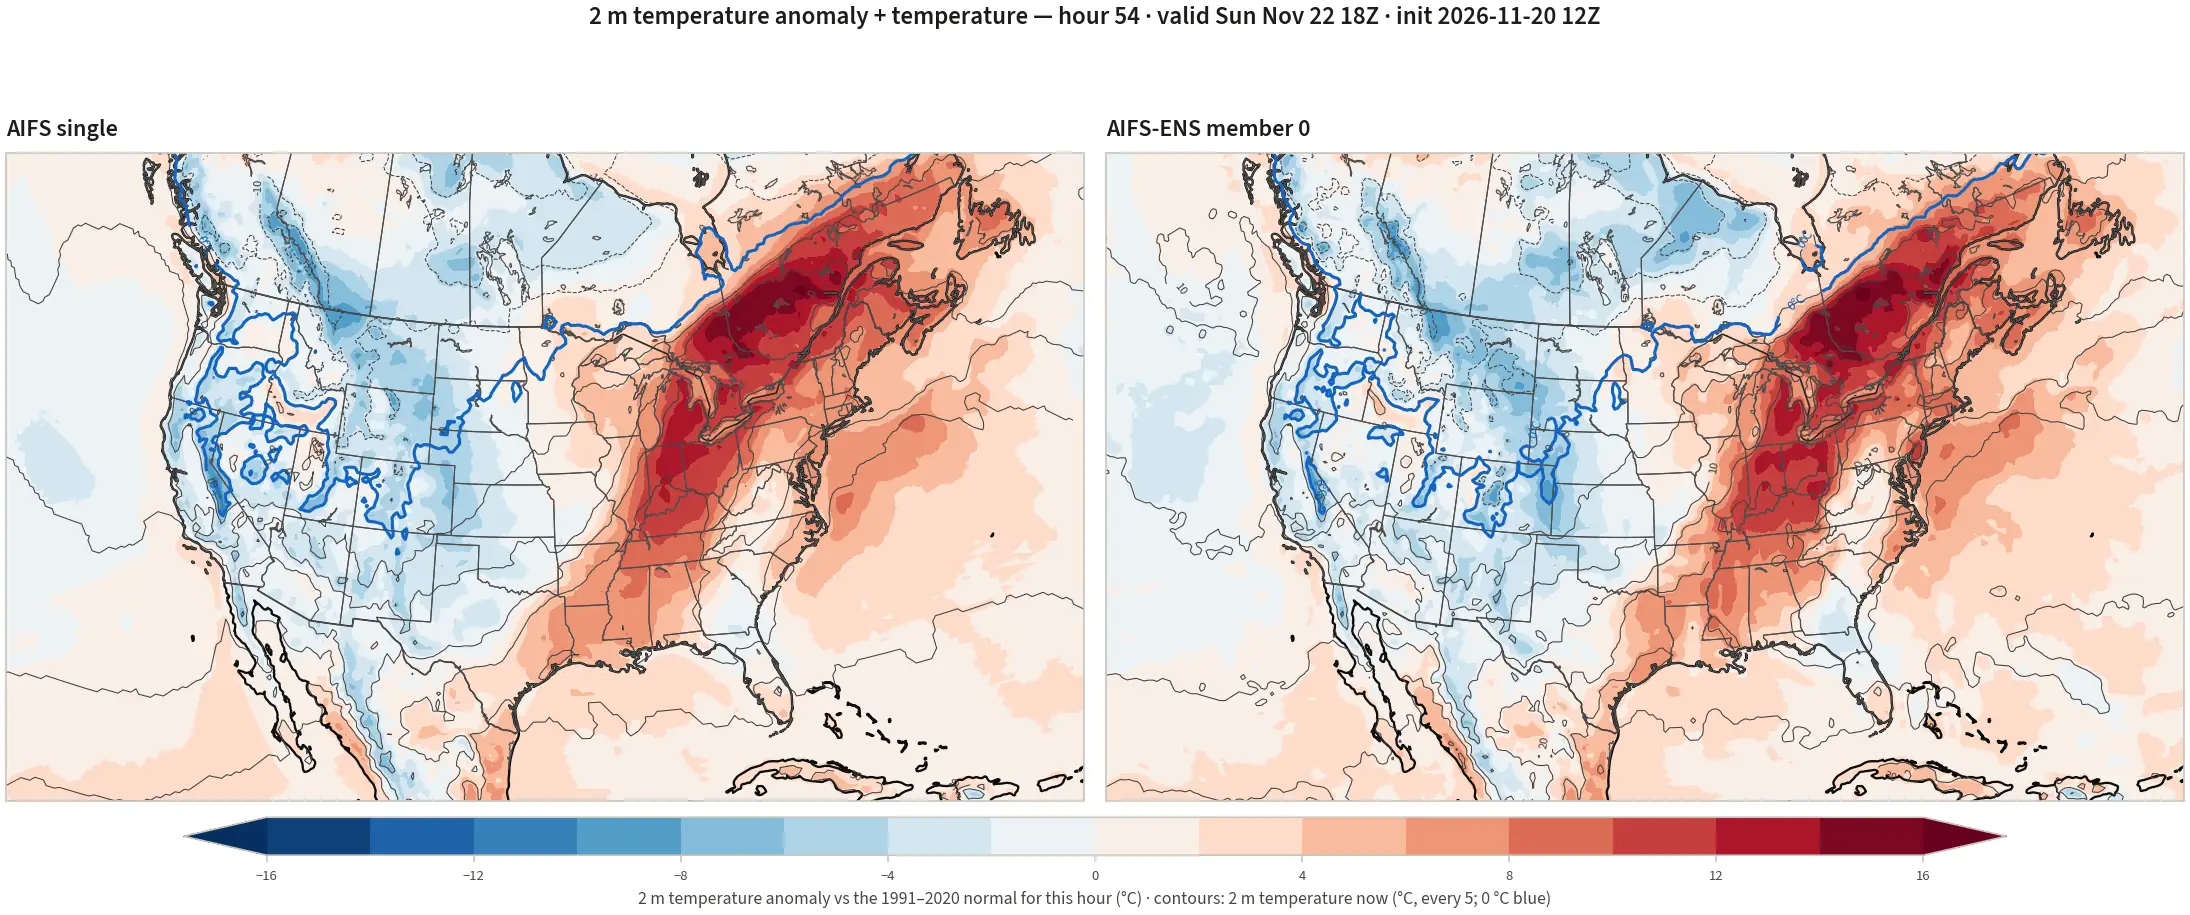 2 m temperature anomaly + temperature — hour 54 · valid Sun Nov 22 18Z · init 2026-11-20 12Z
AIFS single
AIFS-ENS member 0
−16 −12 −8 −4 0 4 8 12 16
2 m temperature anomaly vs the 1991–2020 normal for this hour (°C) · contours: 2 m temperature now (°C, every 5; 0 °C blue)